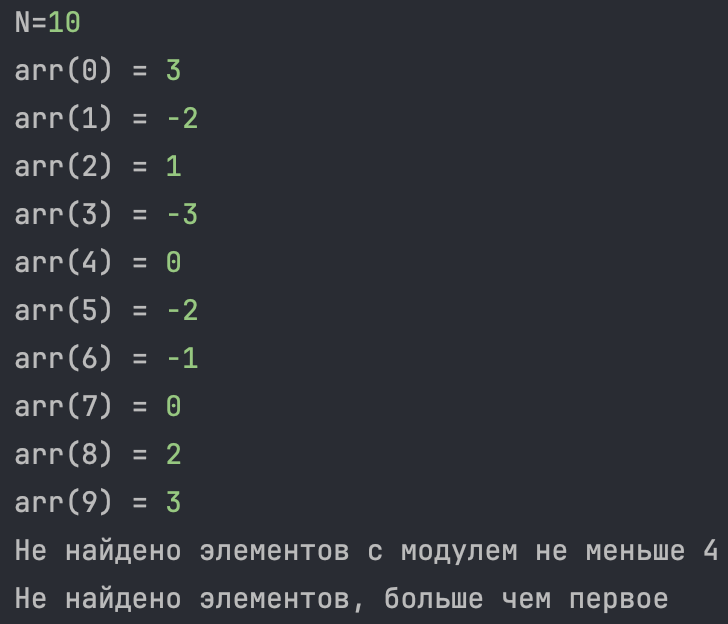 N=10
arr(0) = 3
arr(1) = -2
arr(2) = 1
arr(3) = -3
arr(4) = 0
arr(5) = -2
arr(6) = -1
arr(7) = 0
arr(8) = 2
arr(9) = 3
Не найдено элементов с модулем не меньше 4
Не найдено элементов, больше чем первое